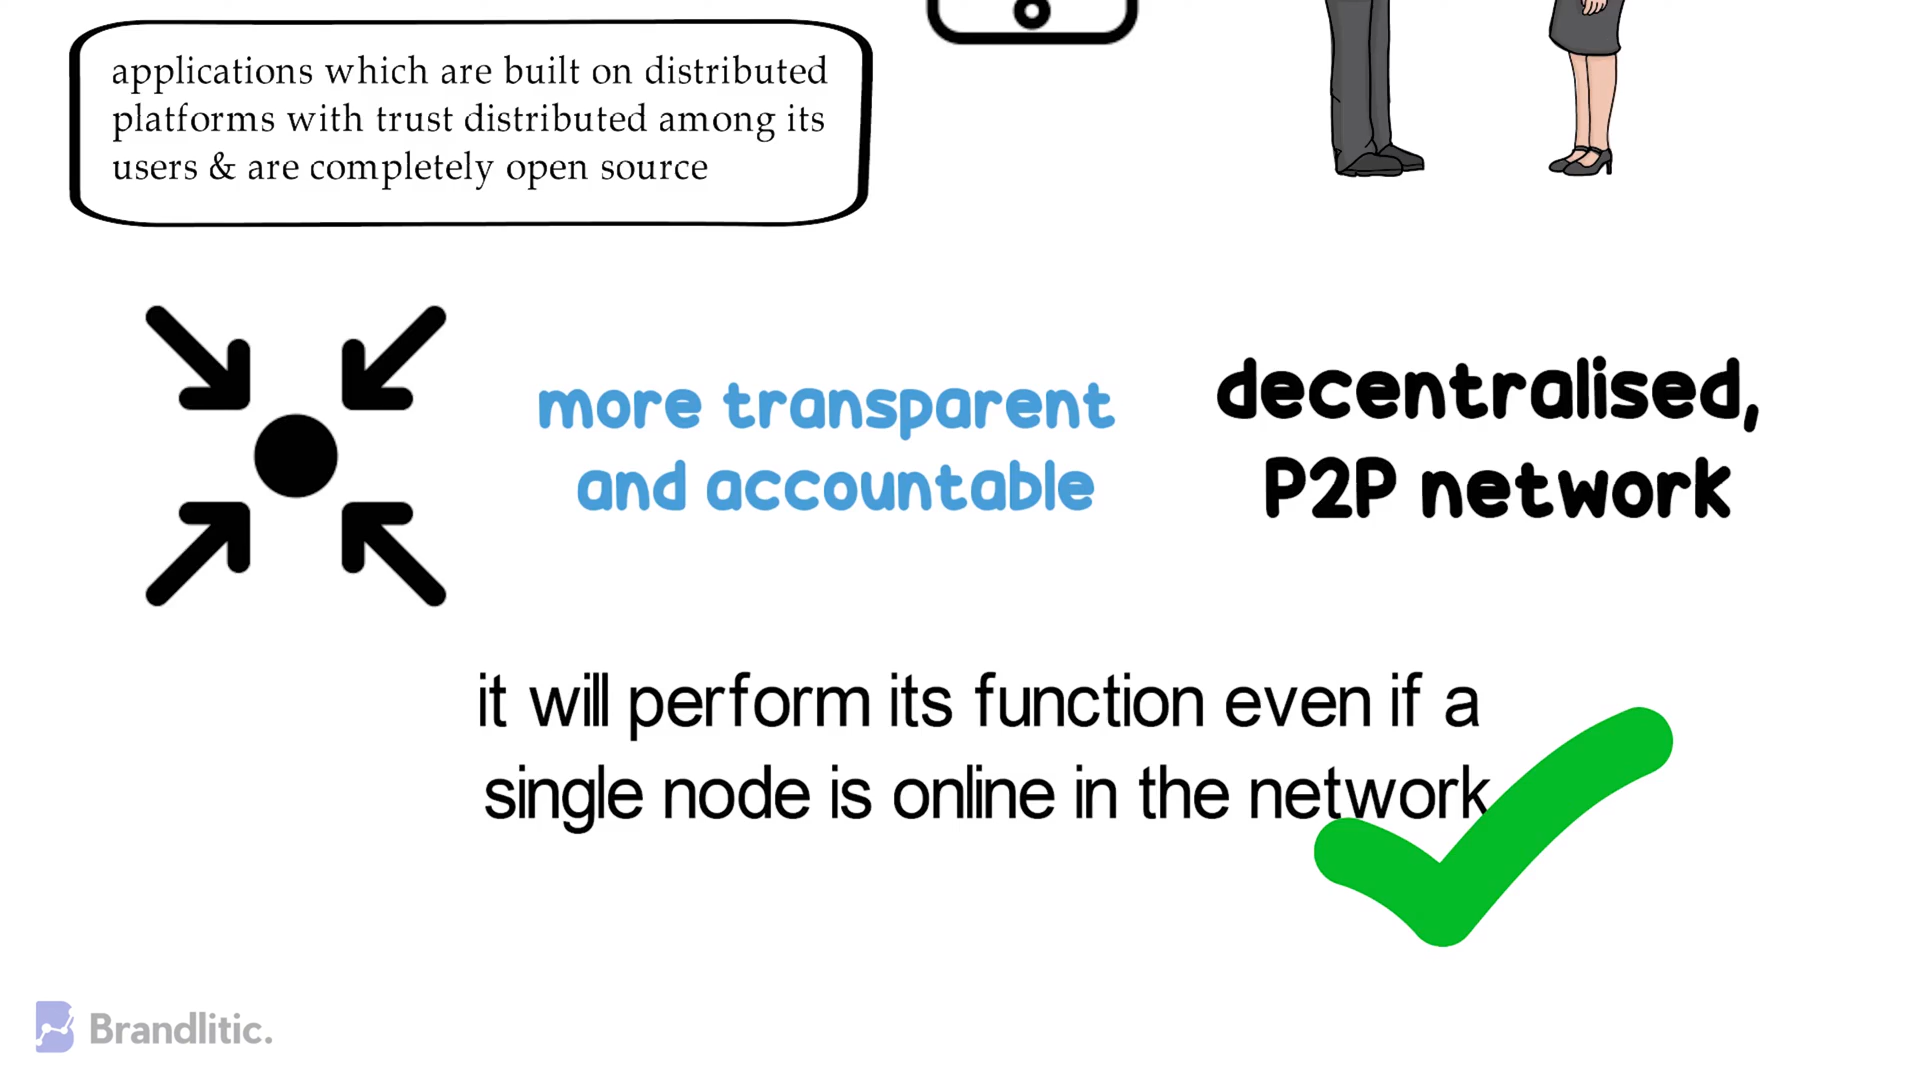 applications which are built on distributed
platforms with trust distributed among its
users & are completely open source
more transparent
and accountable
decentralised,
P2P network
it will perform its function even if a
single node is online in the network
Brandlitic.